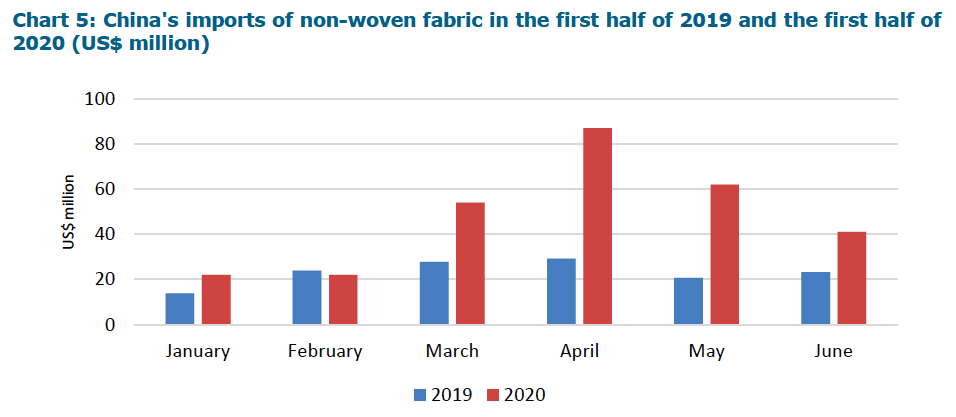 Chart 5: China's imports of non-woven fabric in the first half of 2019 and the first half of
2020 (US$ million)
100
80
60
40
20
0
US$ million
January February March April May June
2019 2020